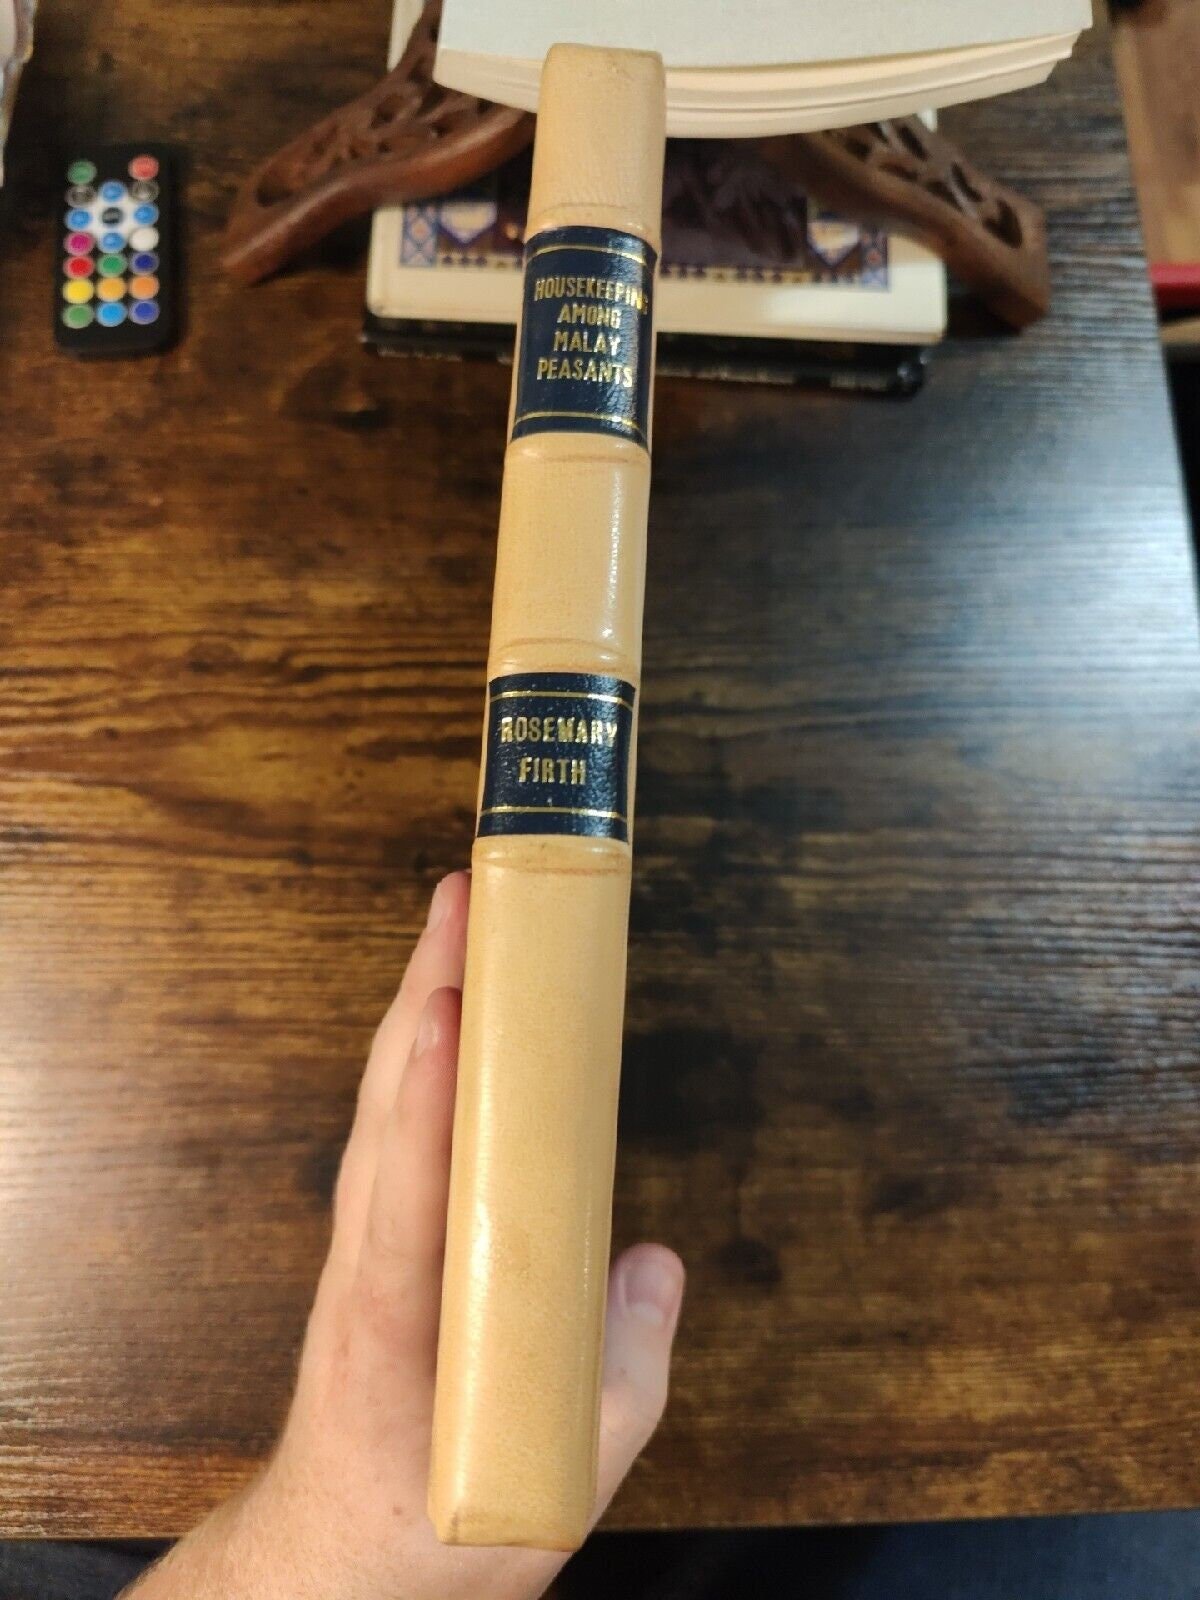 HOUSEKEEPING
AMONG
MALAY
PEASANTS
ROSEMARY
FIRTH